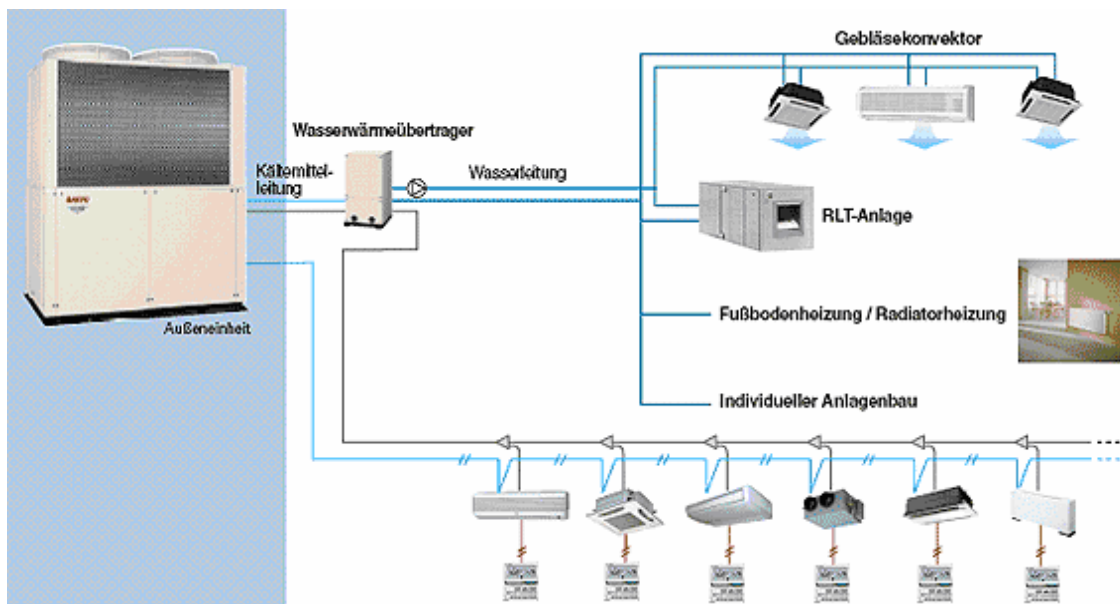 Gebläsekonvektor
Wasserwärmeübertrager
Kältemittel-
leitung
Wasserleitung
SANYO
RLT-Anlage
Fußbodenheizung / Radiatorheizung
Außeneinheit
Individueller Anlagenbau